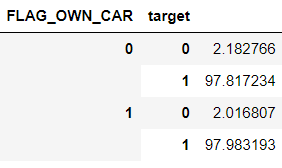 FLAG_OWN_CAR target
0 0 2.182766
1 97.817234
1 0 2.016807
1 97.983193